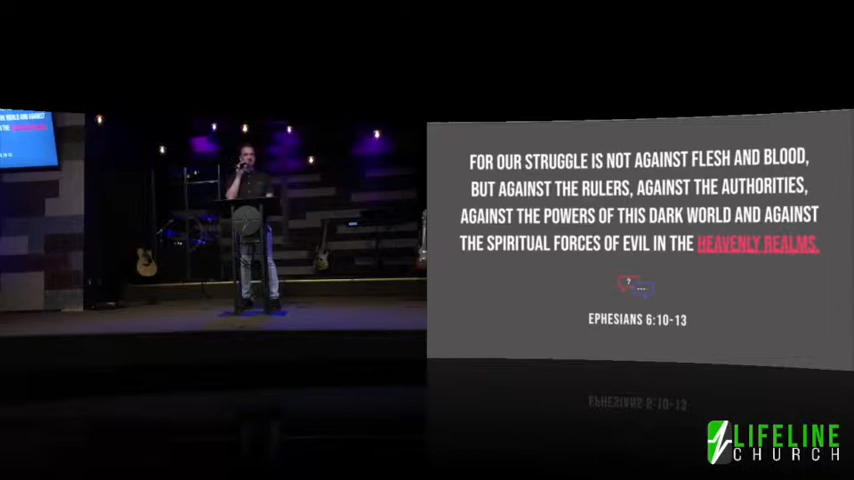 FOR OUR STRUGGLE IS NOT AGAINST FLESH AND BLOOD,
BUT AGAINST THE RULERS, AGAINST THE AUTHORITIES,
AGAINST THE POWERS OF THIS DARK WORLD AND AGAINST
THE SPIRITUAL FORCES OF EVIL IN THE HEAVENLY REALMS.
?
...
EPHESIANS 6:10-13
LIFELINE
CHURCH